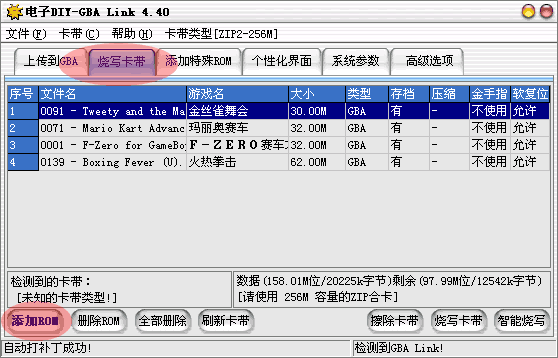 电子DIY-GBA Link 4.40
文件(F) 卡带(C) 帮助(H) 卡带类型[ZIP2-256M]
上传到GBA 烧写卡带 添加特殊ROM 个性化界面 系统参数 高级选项
序号 文件名 游戏名 大小 类型 存档 压缩 金手指 软复位
1 0091 - Tweety and the Ma 金丝雀舞会 30.00M GBA 有 - 不使用 允许
2 0071 - Mario Kart Advanc 玛丽奥赛车 32.00M GBA 有 - 不使用 允许
3 0001 - F-Zero for GameBoy F－ZERO赛车 32.00M GBA 有 - 不使用 允许
4 0139 - Boxing Fever (U). 火热拳击 62.00M GBA 有 - 不使用 允许
检测到的卡带：
[未知的卡带类型!]
数据(158.01M位/20225k字节)剩余(97.99M位/12542k字节)
[请使用 256M 容量的ZIP合卡]
添加ROM 删除ROM 全部删除 刷新卡带 擦除卡带 烧写卡带 智能烧写
自动打补丁成功! 检测到GBA Link!